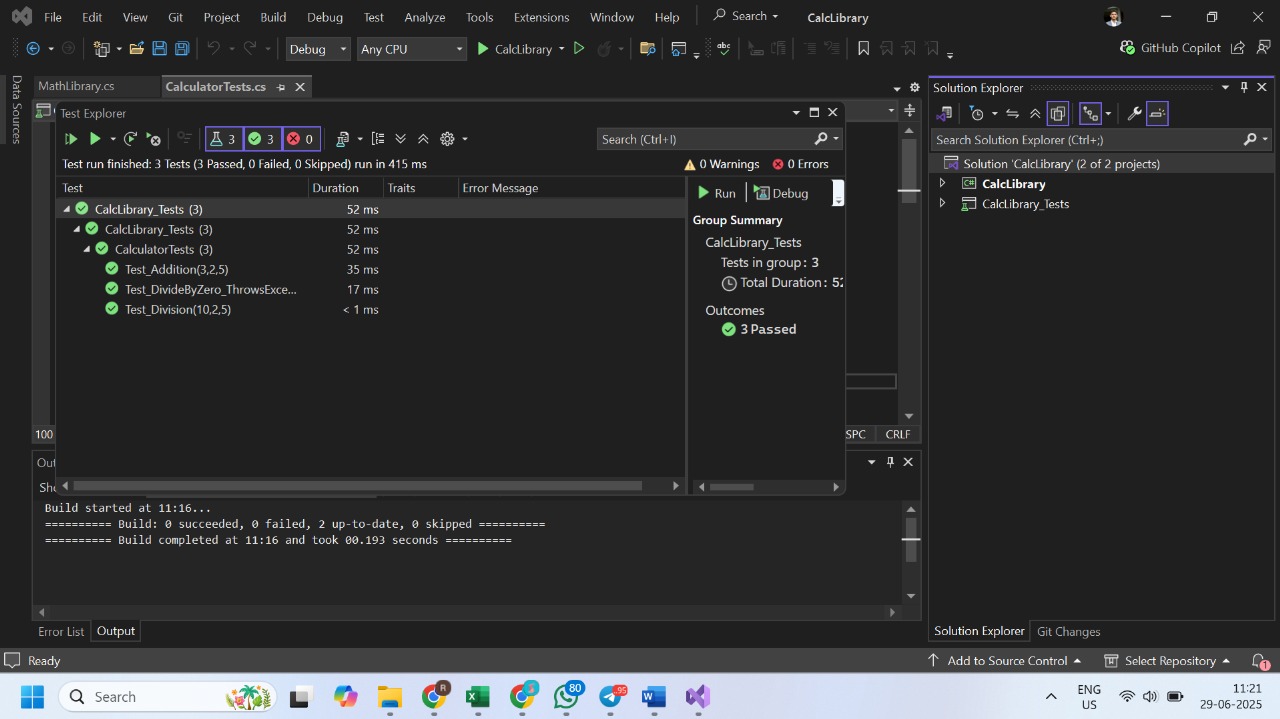 File Edit View Git Project Build Debug Test Analyze Tools Extensions Window Help Search CalcLibrary
Debug Any CPU CalcLibrary GitHub Copilot
Data Sources
MathLibrary.cs CalculatorTests.cs
Test Explorer
3 3 0 Search (Ctrl+I)
Test run finished: 3 Tests (3 Passed, 0 Failed, 0 Skipped) run in 415 ms 0 Warnings 0 Errors
Test Duration Traits Error Message
CalcLibrary_Tests (3) 52 ms
CalcLibrary_Tests (3) 52 ms
CalculatorTests (3) 52 ms
Test_Addition(3,2,5) 35 ms
Test_DivideByZero_ThrowsExce... 17 ms
Test_Division(10,2,5) < 1 ms
Run Debug
Group Summary
CalcLibrary_Tests
Tests in group: 3
Total Duration: 52
Outcomes
3 Passed
100 SPC CRLF
Build started at 11:16...
========== Build: 0 succeeded, 0 failed, 2 up-to-date, 0 skipped ==========
========== Build completed at 11:16 and took 00.193 seconds ==========
Error List Output
Solution Explorer
Search Solution Explorer (Ctrl+;)
Solution 'CalcLibrary' (2 of 2 projects)
CalcLibrary
CalcLibrary_Tests
Solution Explorer Git Changes
Ready Add to Source Control Select Repository 1
Search R 80 95 ENG
US
11:21
29-06-2025